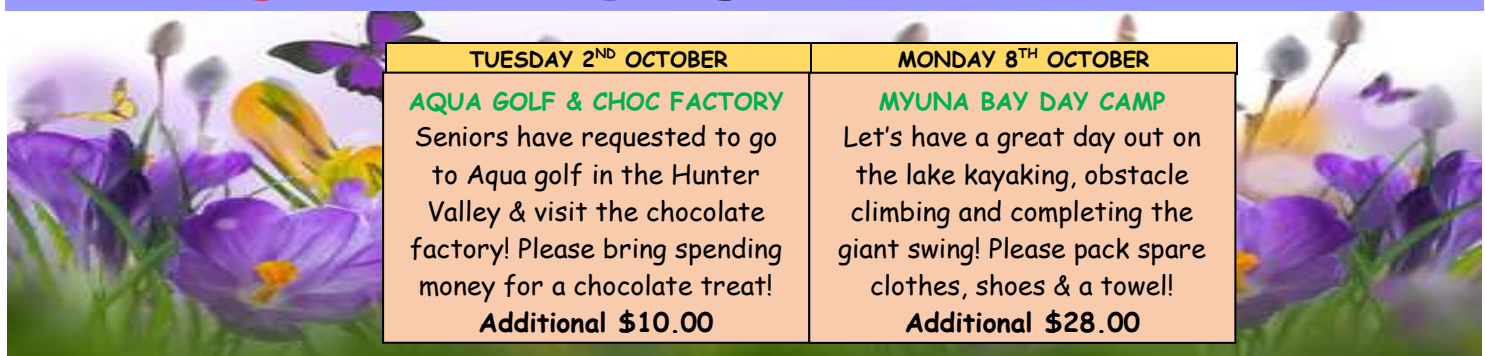 TUESDAY 2ND OCTOBER
AQUA GOLF & CHOC FACTORY
Seniors have requested to go
to Aqua golf in the Hunter
Valley & visit the chocolate
factory! Please bring spending
money for a chocolate treat!
Additional $10.00
MONDAY 8TH OCTOBER
MYUNA BAY DAY CAMP
Let's have a great day out on
the lake kayaking, obstacle
climbing and completing the
giant swing! Please pack spare
clothes, shoes & a towel!
Additional $28.00